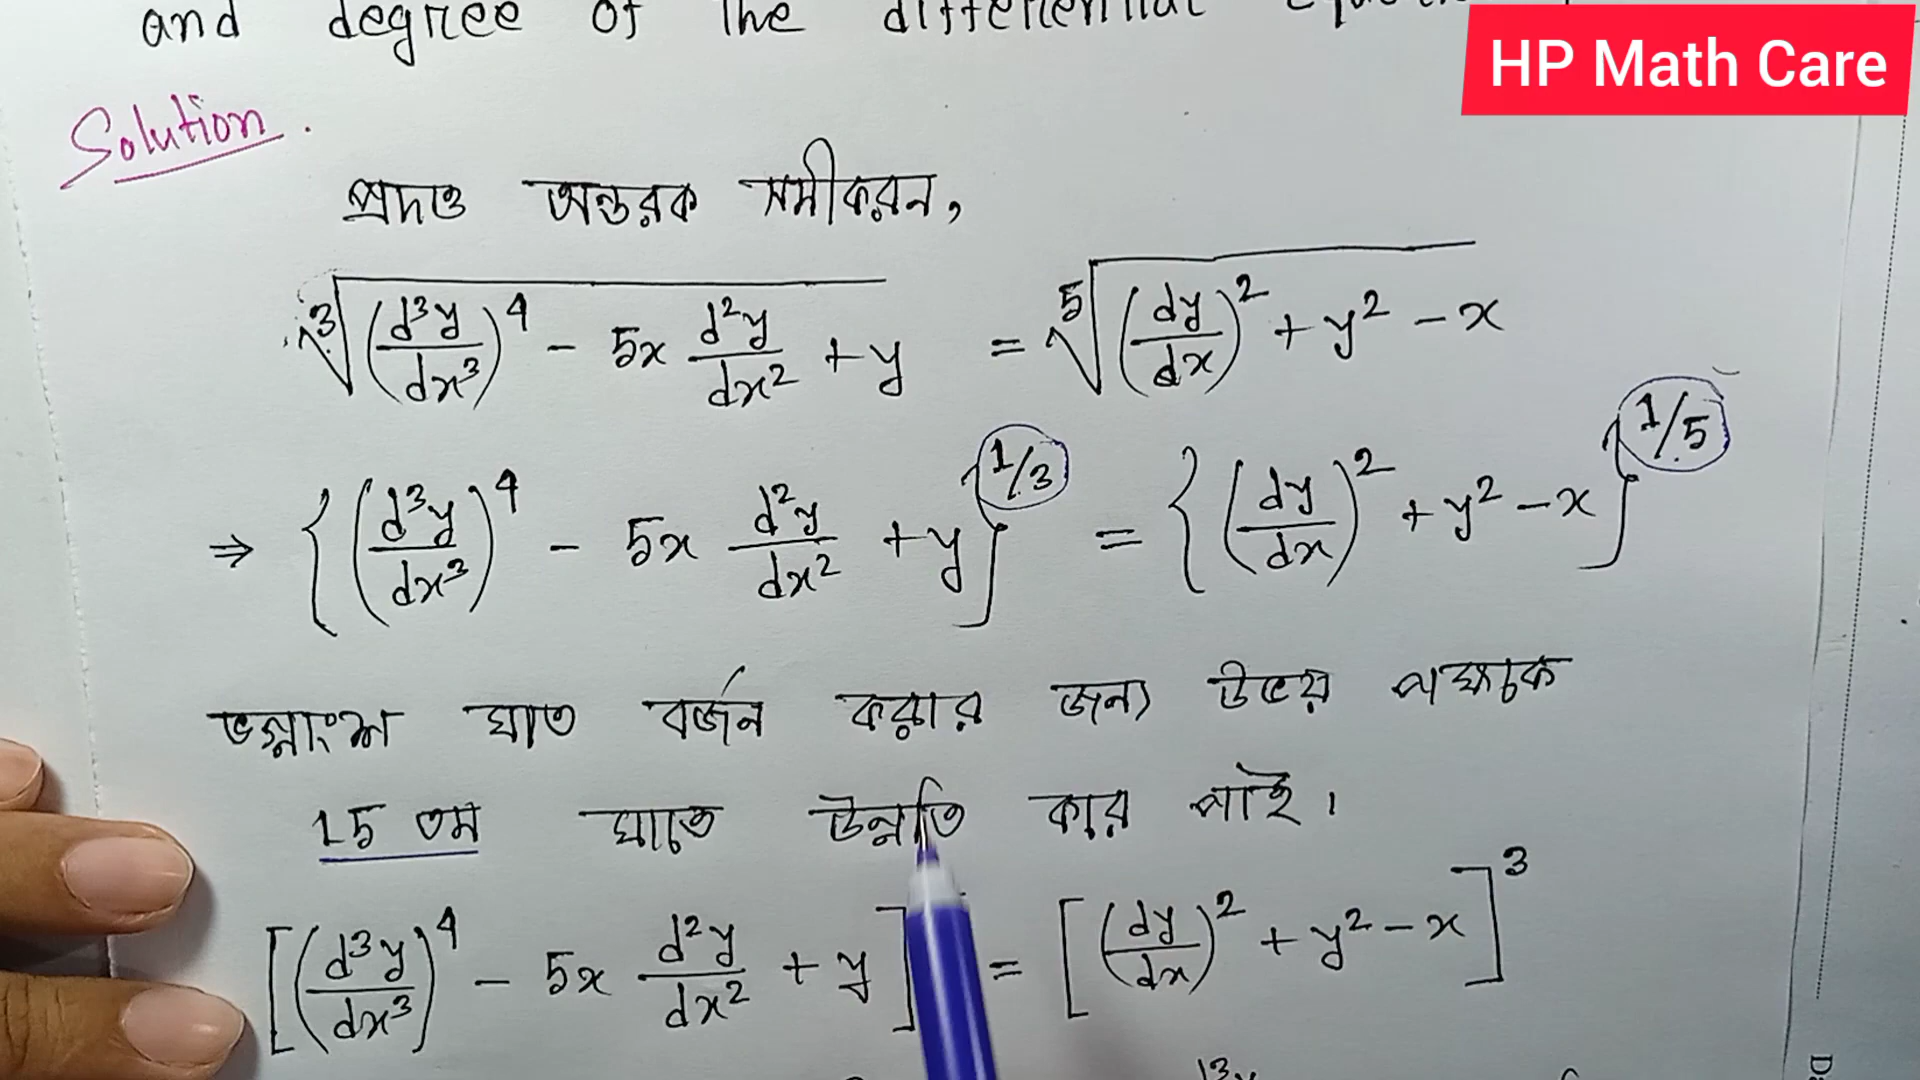 and degree of the differential
HP Math Care
Solution.
প্রদত্ত অন্তরক সমীকরন,
∛((d³y/dx³)⁴ - 5x d²y/dx² + y) = ⁵√((dy/dx)² + y² - x)
⇒ {(d³y/dx³)⁴ - 5x d²y/dx² + y}^1/3 = {(dy/dx)² + y² - x}^1/5
ভগ্নাংশ ঘাত বর্জন করার জন্য উভয় পক্ষকে
15 তম ঘাতে উন্নতি করে পাই।
[(d³y/dx³)⁴ - 5x d²y/dx² + y] = [(dy/dx)² + y² - x]³